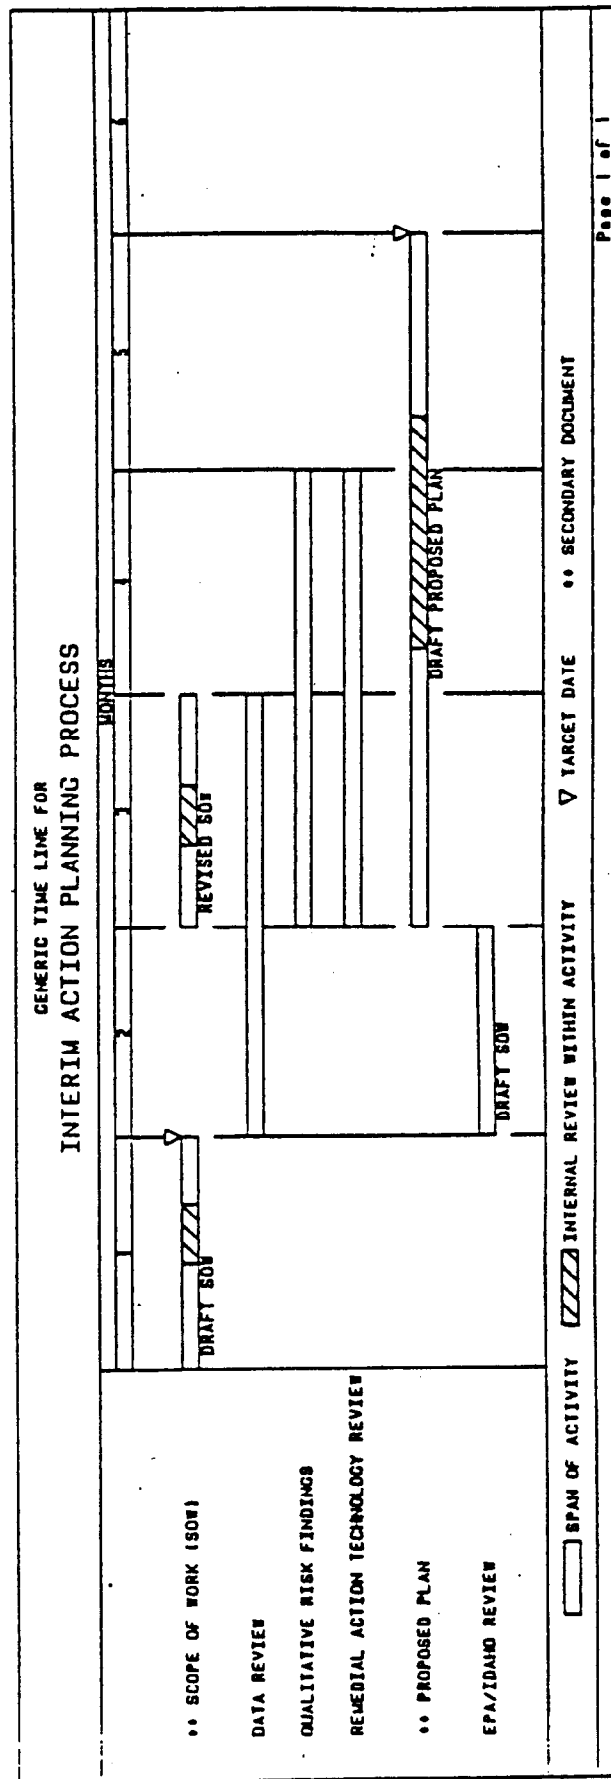 GENERIC TIME LINE FOR
INTERIM ACTION PLANNING PROCESS
MONTHS
2 3 4 5 6
** SCOPE OF WORK (SOW)
DRAFT SOW
REVISED SOW
DATA REVIEW
QUALITATIVE RISK FINDINGS
REMEDIAL ACTION TECHNOLOGY REVIEW
** PROPOSED PLAN
DRAFT PROPOSED PLAN
EPA/IDAHO REVIEW
DRAFT SOW
SPAN OF ACTIVITY INTERNAL REVIEW WITHIN ACTIVITY ▽ TARGET DATE ** SECONDARY DOCUMENT
Page 1 of 1